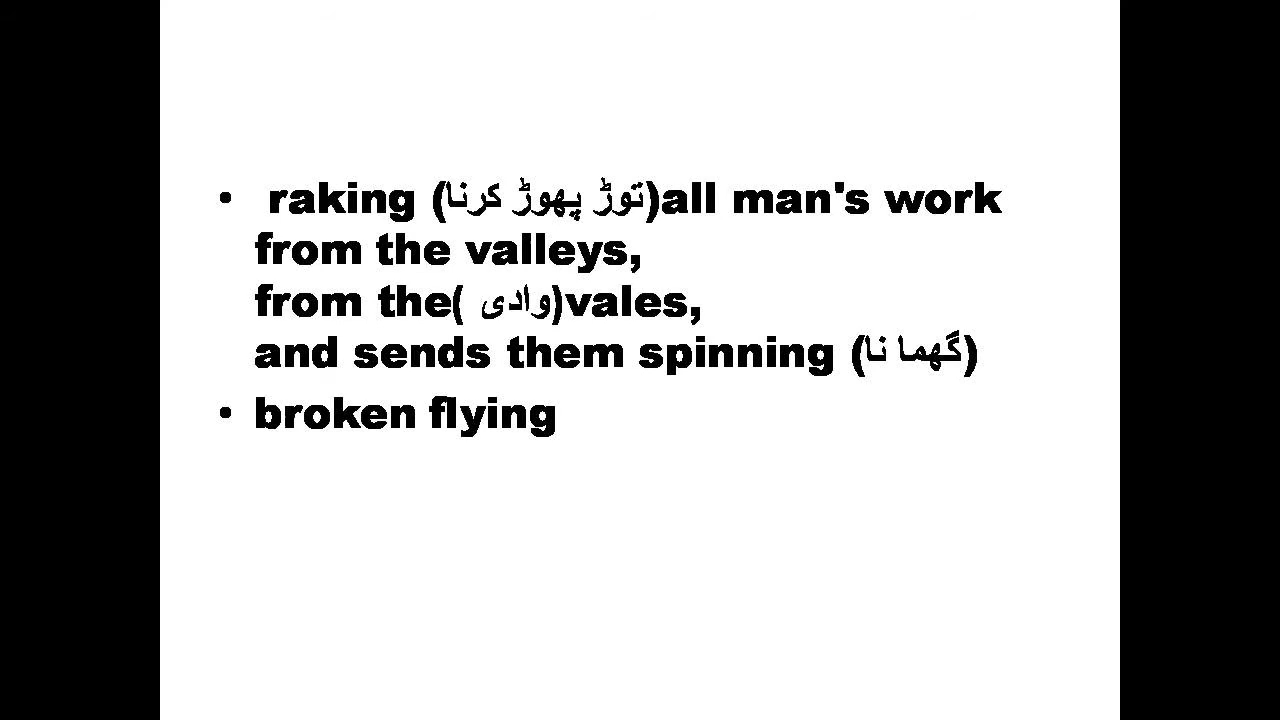 • raking (توڑ پھوڑ کرنا)all man's work
from the valleys,
from the( وادی)vales,
and sends them spinning (گھما نا)
• broken flying